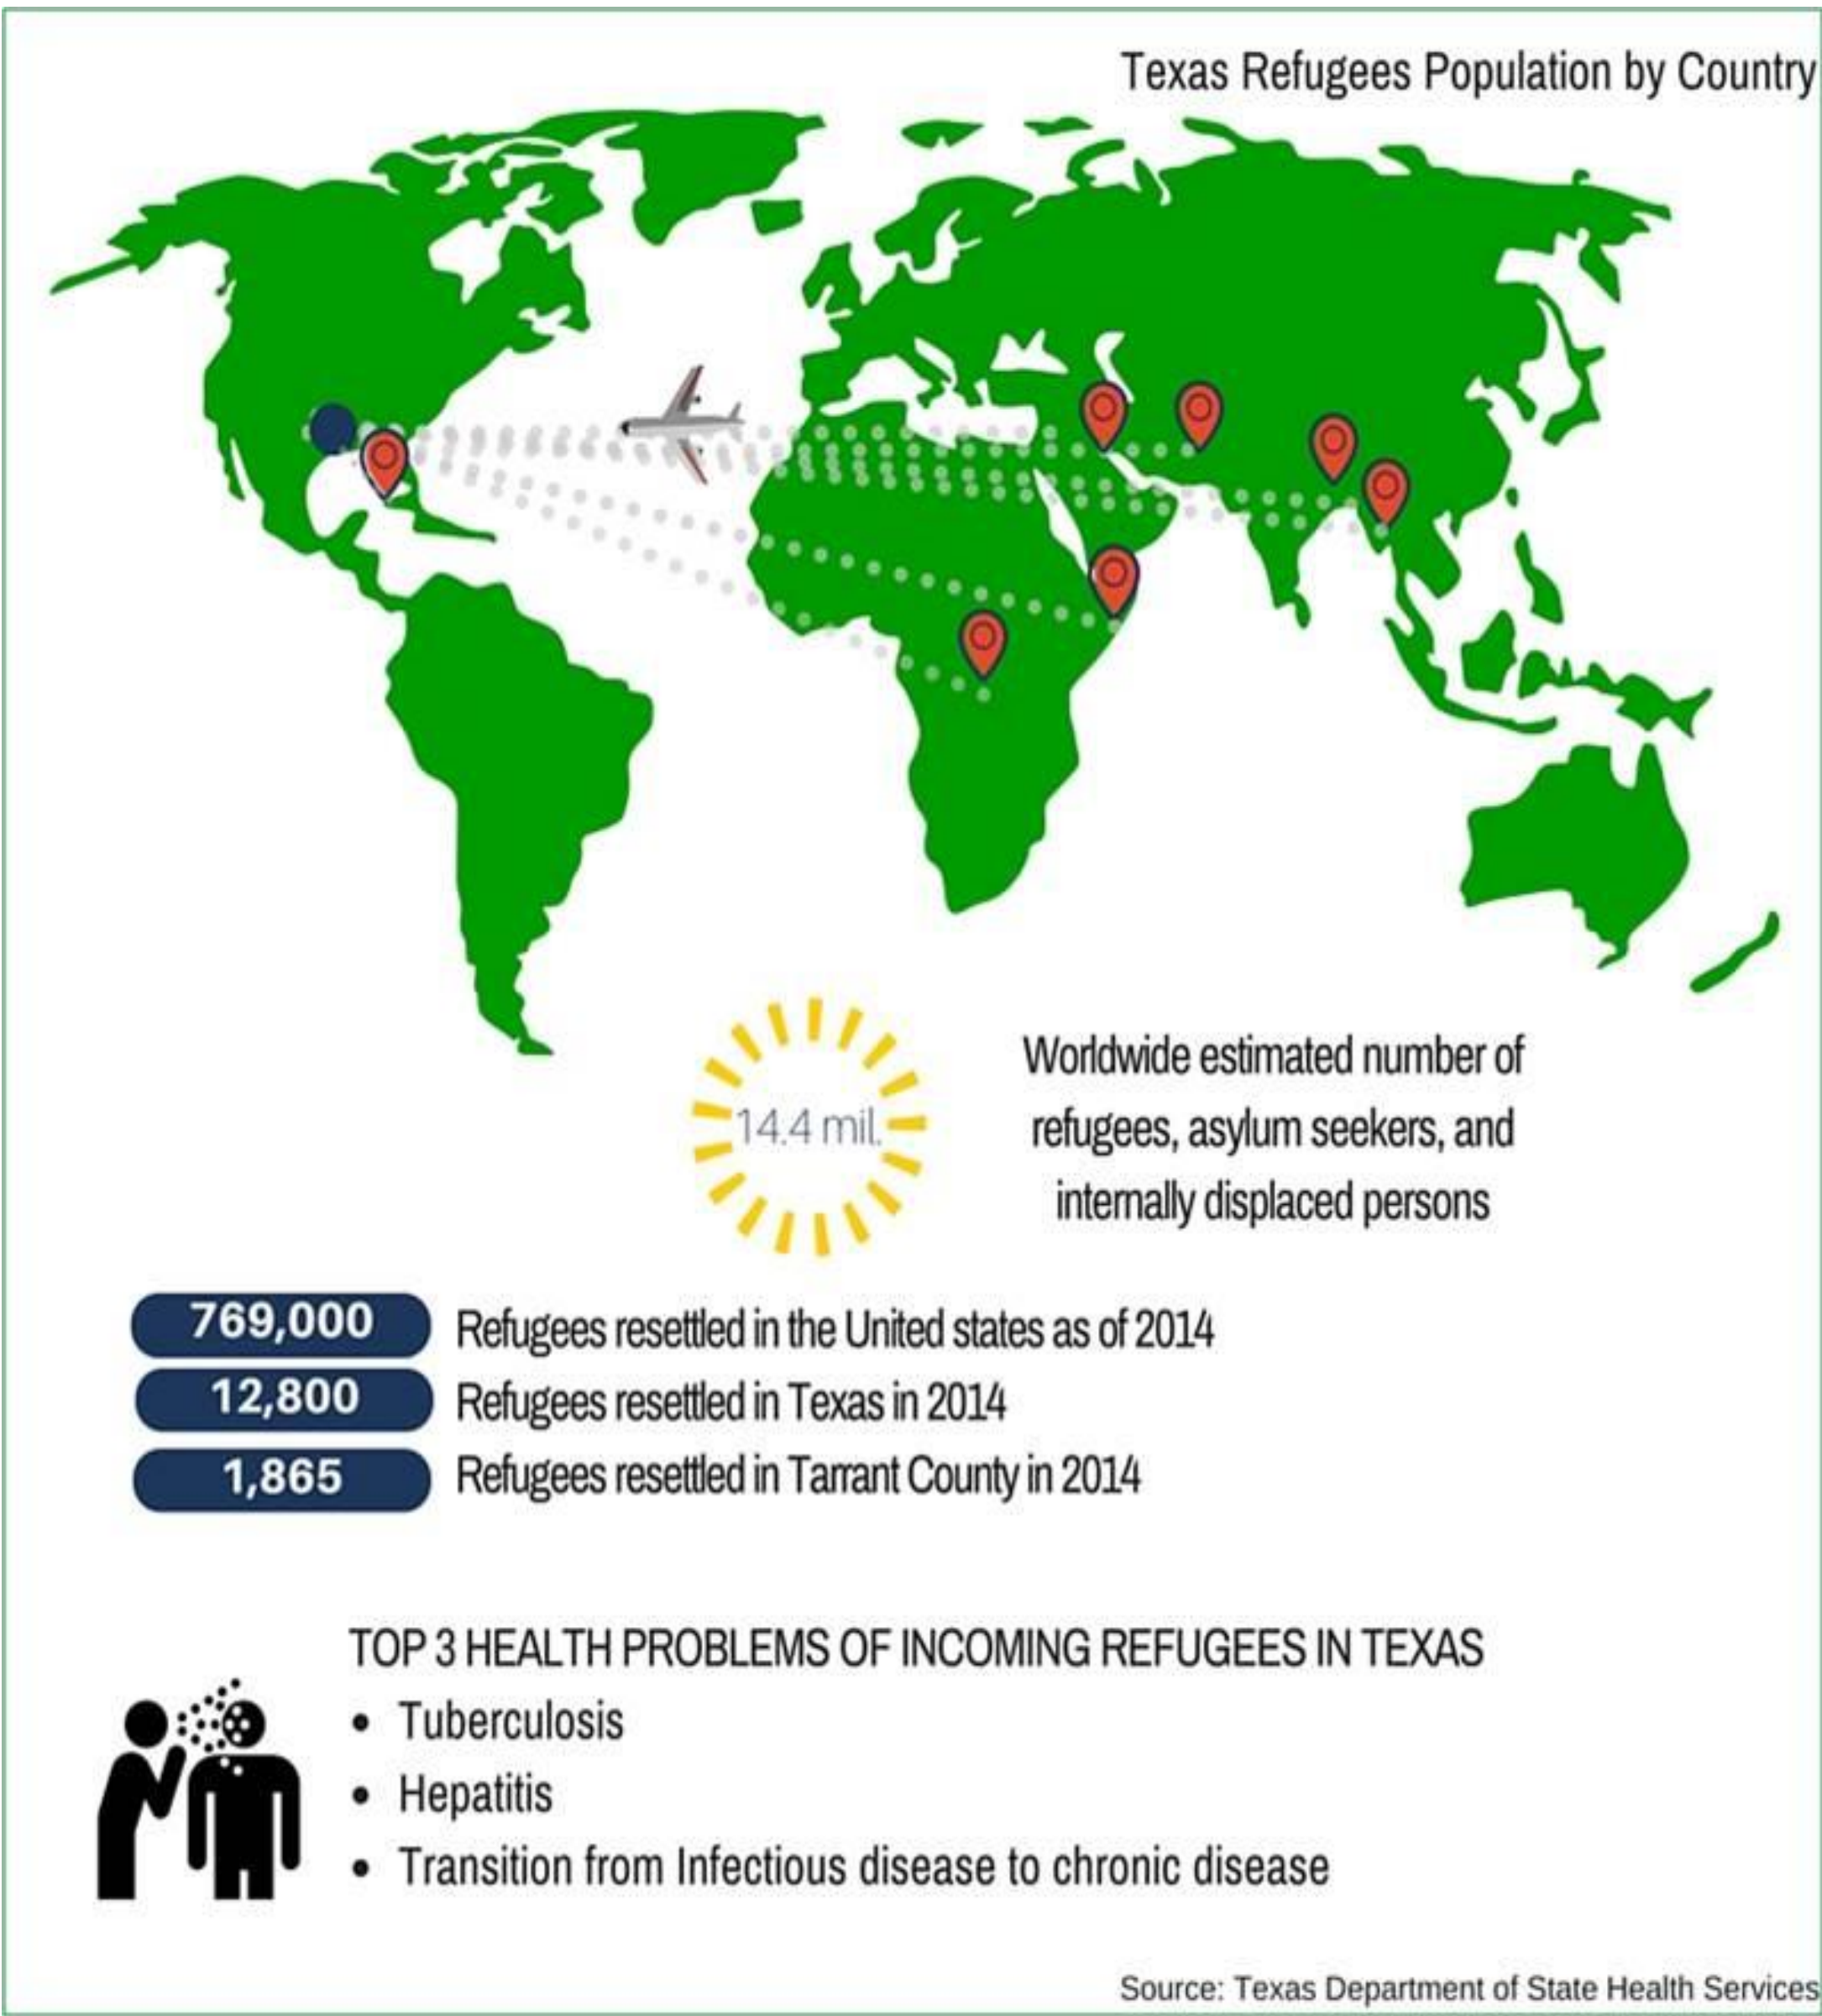 Texas Refugees Population by Country
Worldwide estimated number of
14.4 mil.
refugees, asylum seekers, and
internally displaced persons
769,000 Refugees resettled in the United states as of 2014
12,800 Refugees resettled in Texas in 2014
1,865 Refugees resettled in Tarrant County in 2014
TOP 3 HEALTH PROBLEMS OF INCOMING REFUGEES IN TEXAS
• Tuberculosis
• Hepatitis
• Transition from Infectious disease to chronic disease
Source: Texas Department of State Health Services